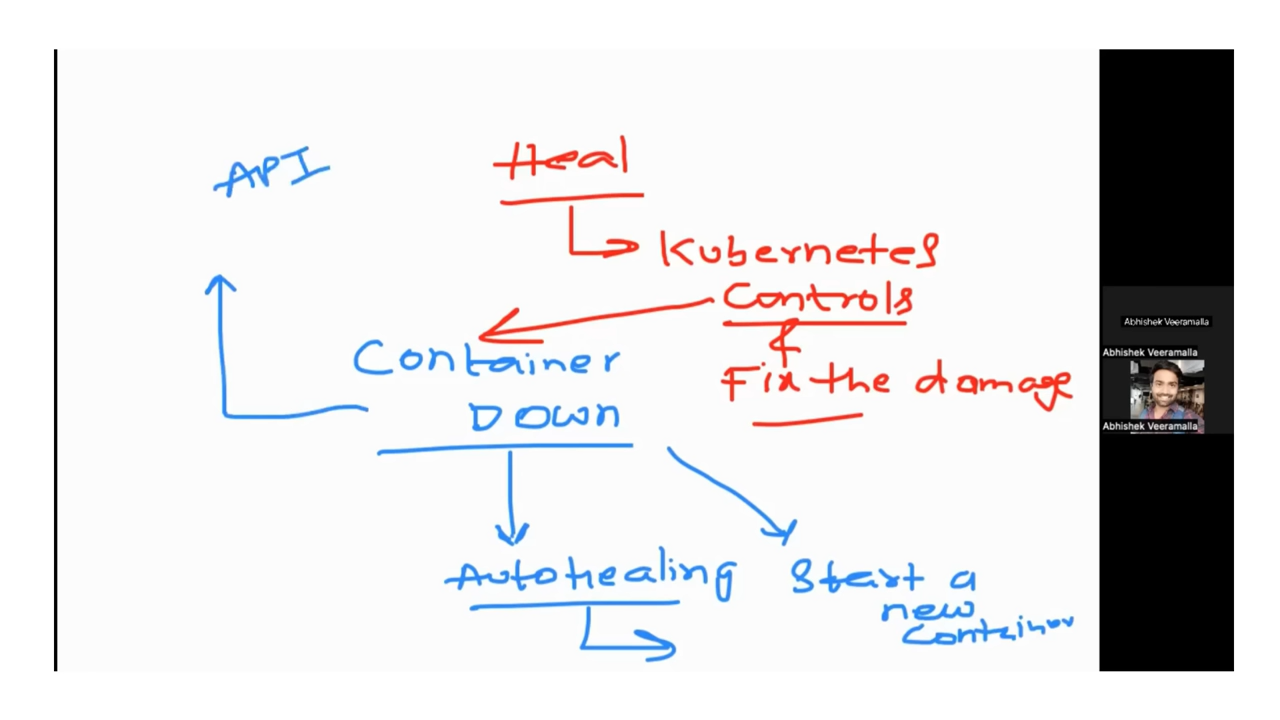 API
Heal
Kubernetes
Controls
&
Fix the damage
Container
DOWN
Autohealing
Start a
new
container
Abhishek Veeramalla
Abhishek Veeramalla
Abhishek Veeramalla